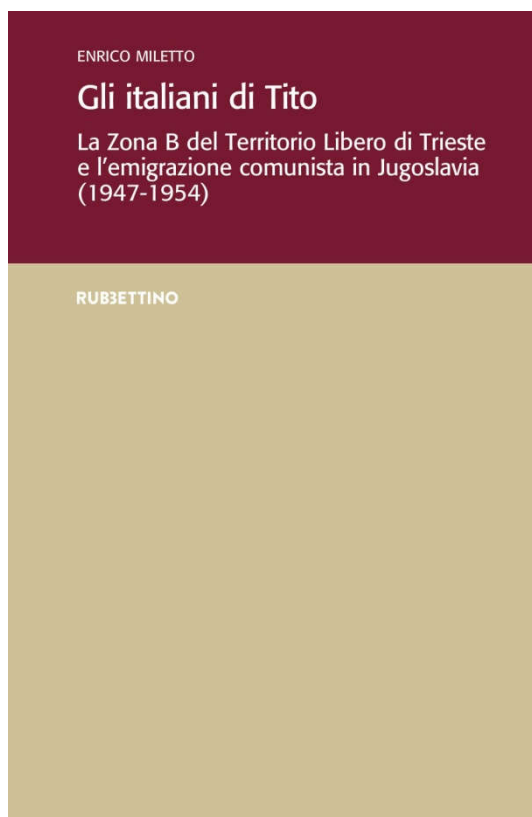 ENRICO MILETTO
Gli italiani di Tito
La Zona B del Territorio Libero di Trieste
e l'emigrazione comunista in Jugoslavia
(1947-1954)
RUBBETTINO